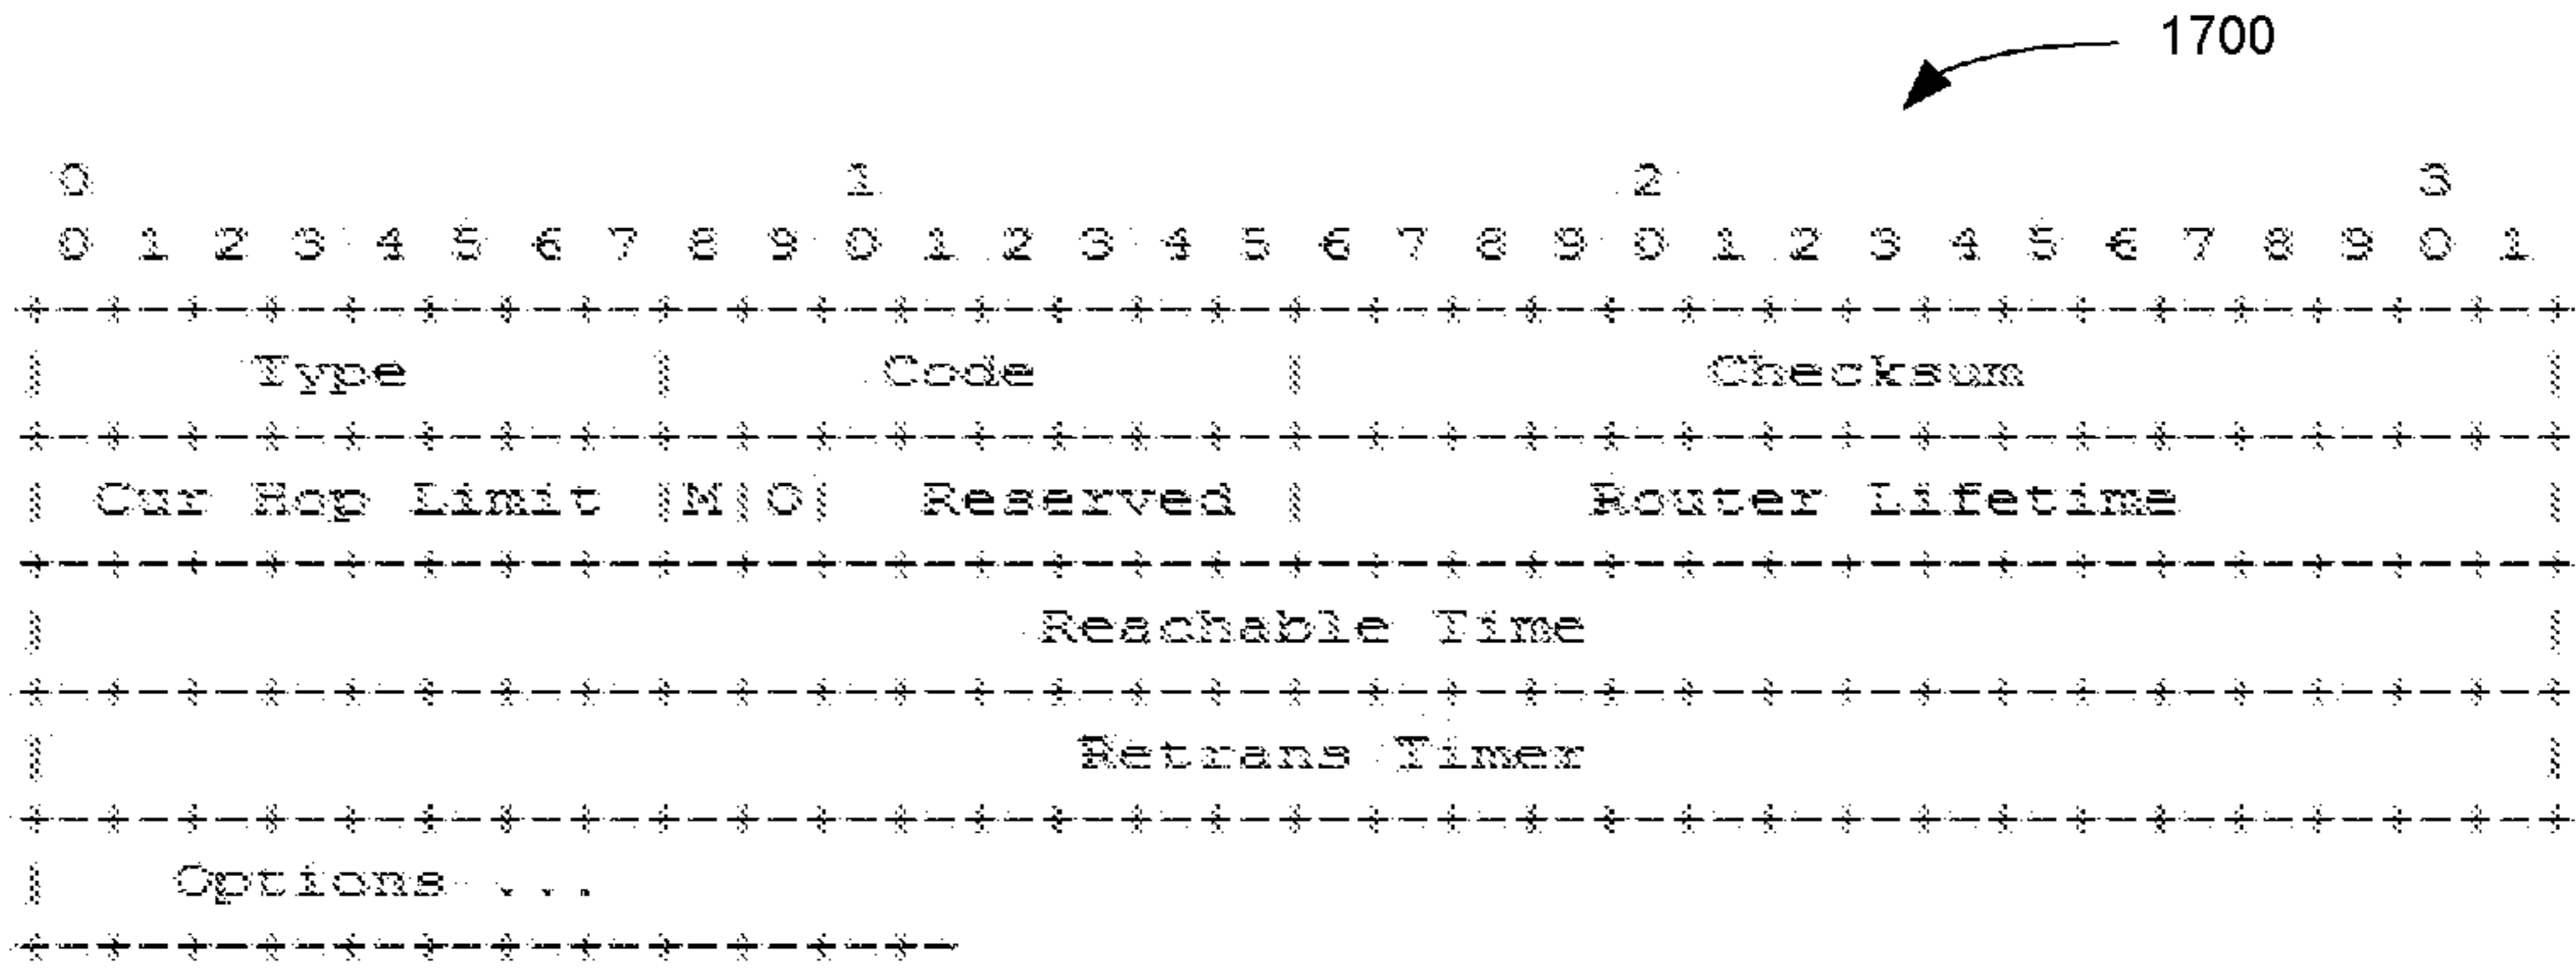 1700
0 1 2 3
0 1 2 3 4 5 6 7 8 9 0 1 2 3 4 5 6 7 8 9 0 1 2 3 4 5 6 7 8 9 0 1
+-+-+-+-+-+-+-+-+-+-+-+-+-+-+-+-+-+-+-+-+-+-+-+-+-+-+-+-+-+-+-+-+
| Type | Code | Checksum |
+-+-+-+-+-+-+-+-+-+-+-+-+-+-+-+-+-+-+-+-+-+-+-+-+-+-+-+-+-+-+-+-+
| Cur Hop Limit |M|O| Reserved | Router Lifetime |
+-+-+-+-+-+-+-+-+-+-+-+-+-+-+-+-+-+-+-+-+-+-+-+-+-+-+-+-+-+-+-+-+
| Reachable Time |
+-+-+-+-+-+-+-+-+-+-+-+-+-+-+-+-+-+-+-+-+-+-+-+-+-+-+-+-+-+-+-+-+
| Retrans Timer |
+-+-+-+-+-+-+-+-+-+-+-+-+-+-+-+-+-+-+-+-+-+-+-+-+-+-+-+-+-+-+-+-+
| Options ...
+-+-+-+-+-+-+-+-+-+-+-+-